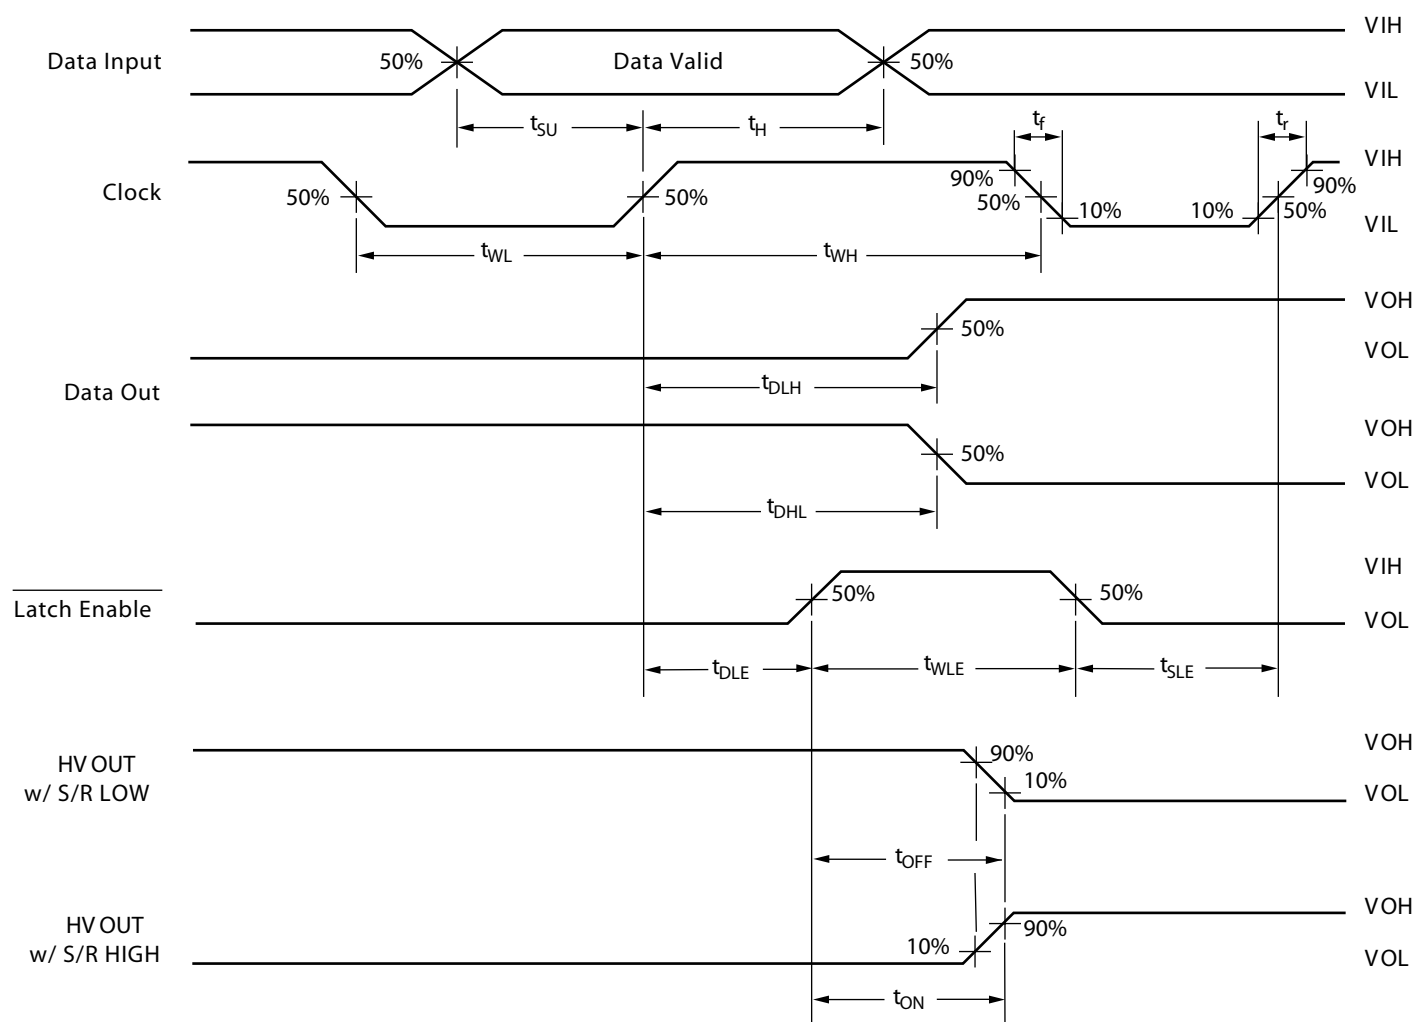 VIH
Data Input
50%
Data Valid
50%
VIL
tSU
tH
tf
tr
VIH
Clock
50%
50%
90%
50%
10%
10%
50%
90%
VIL
tWL
tWH
VOH
50%
VOL
tDLH
Data Out
VOH
50%
VOL
tDHL
VIH
Latch Enable
50%
50%
VOL
tDLE
tWLE
tSLE
VOH
HV OUT
w/ S/R LOW
90%
10%
VOL
tOFF
VOH
HV OUT
w/ S/R HIGH
10%
90%
VOL
tON